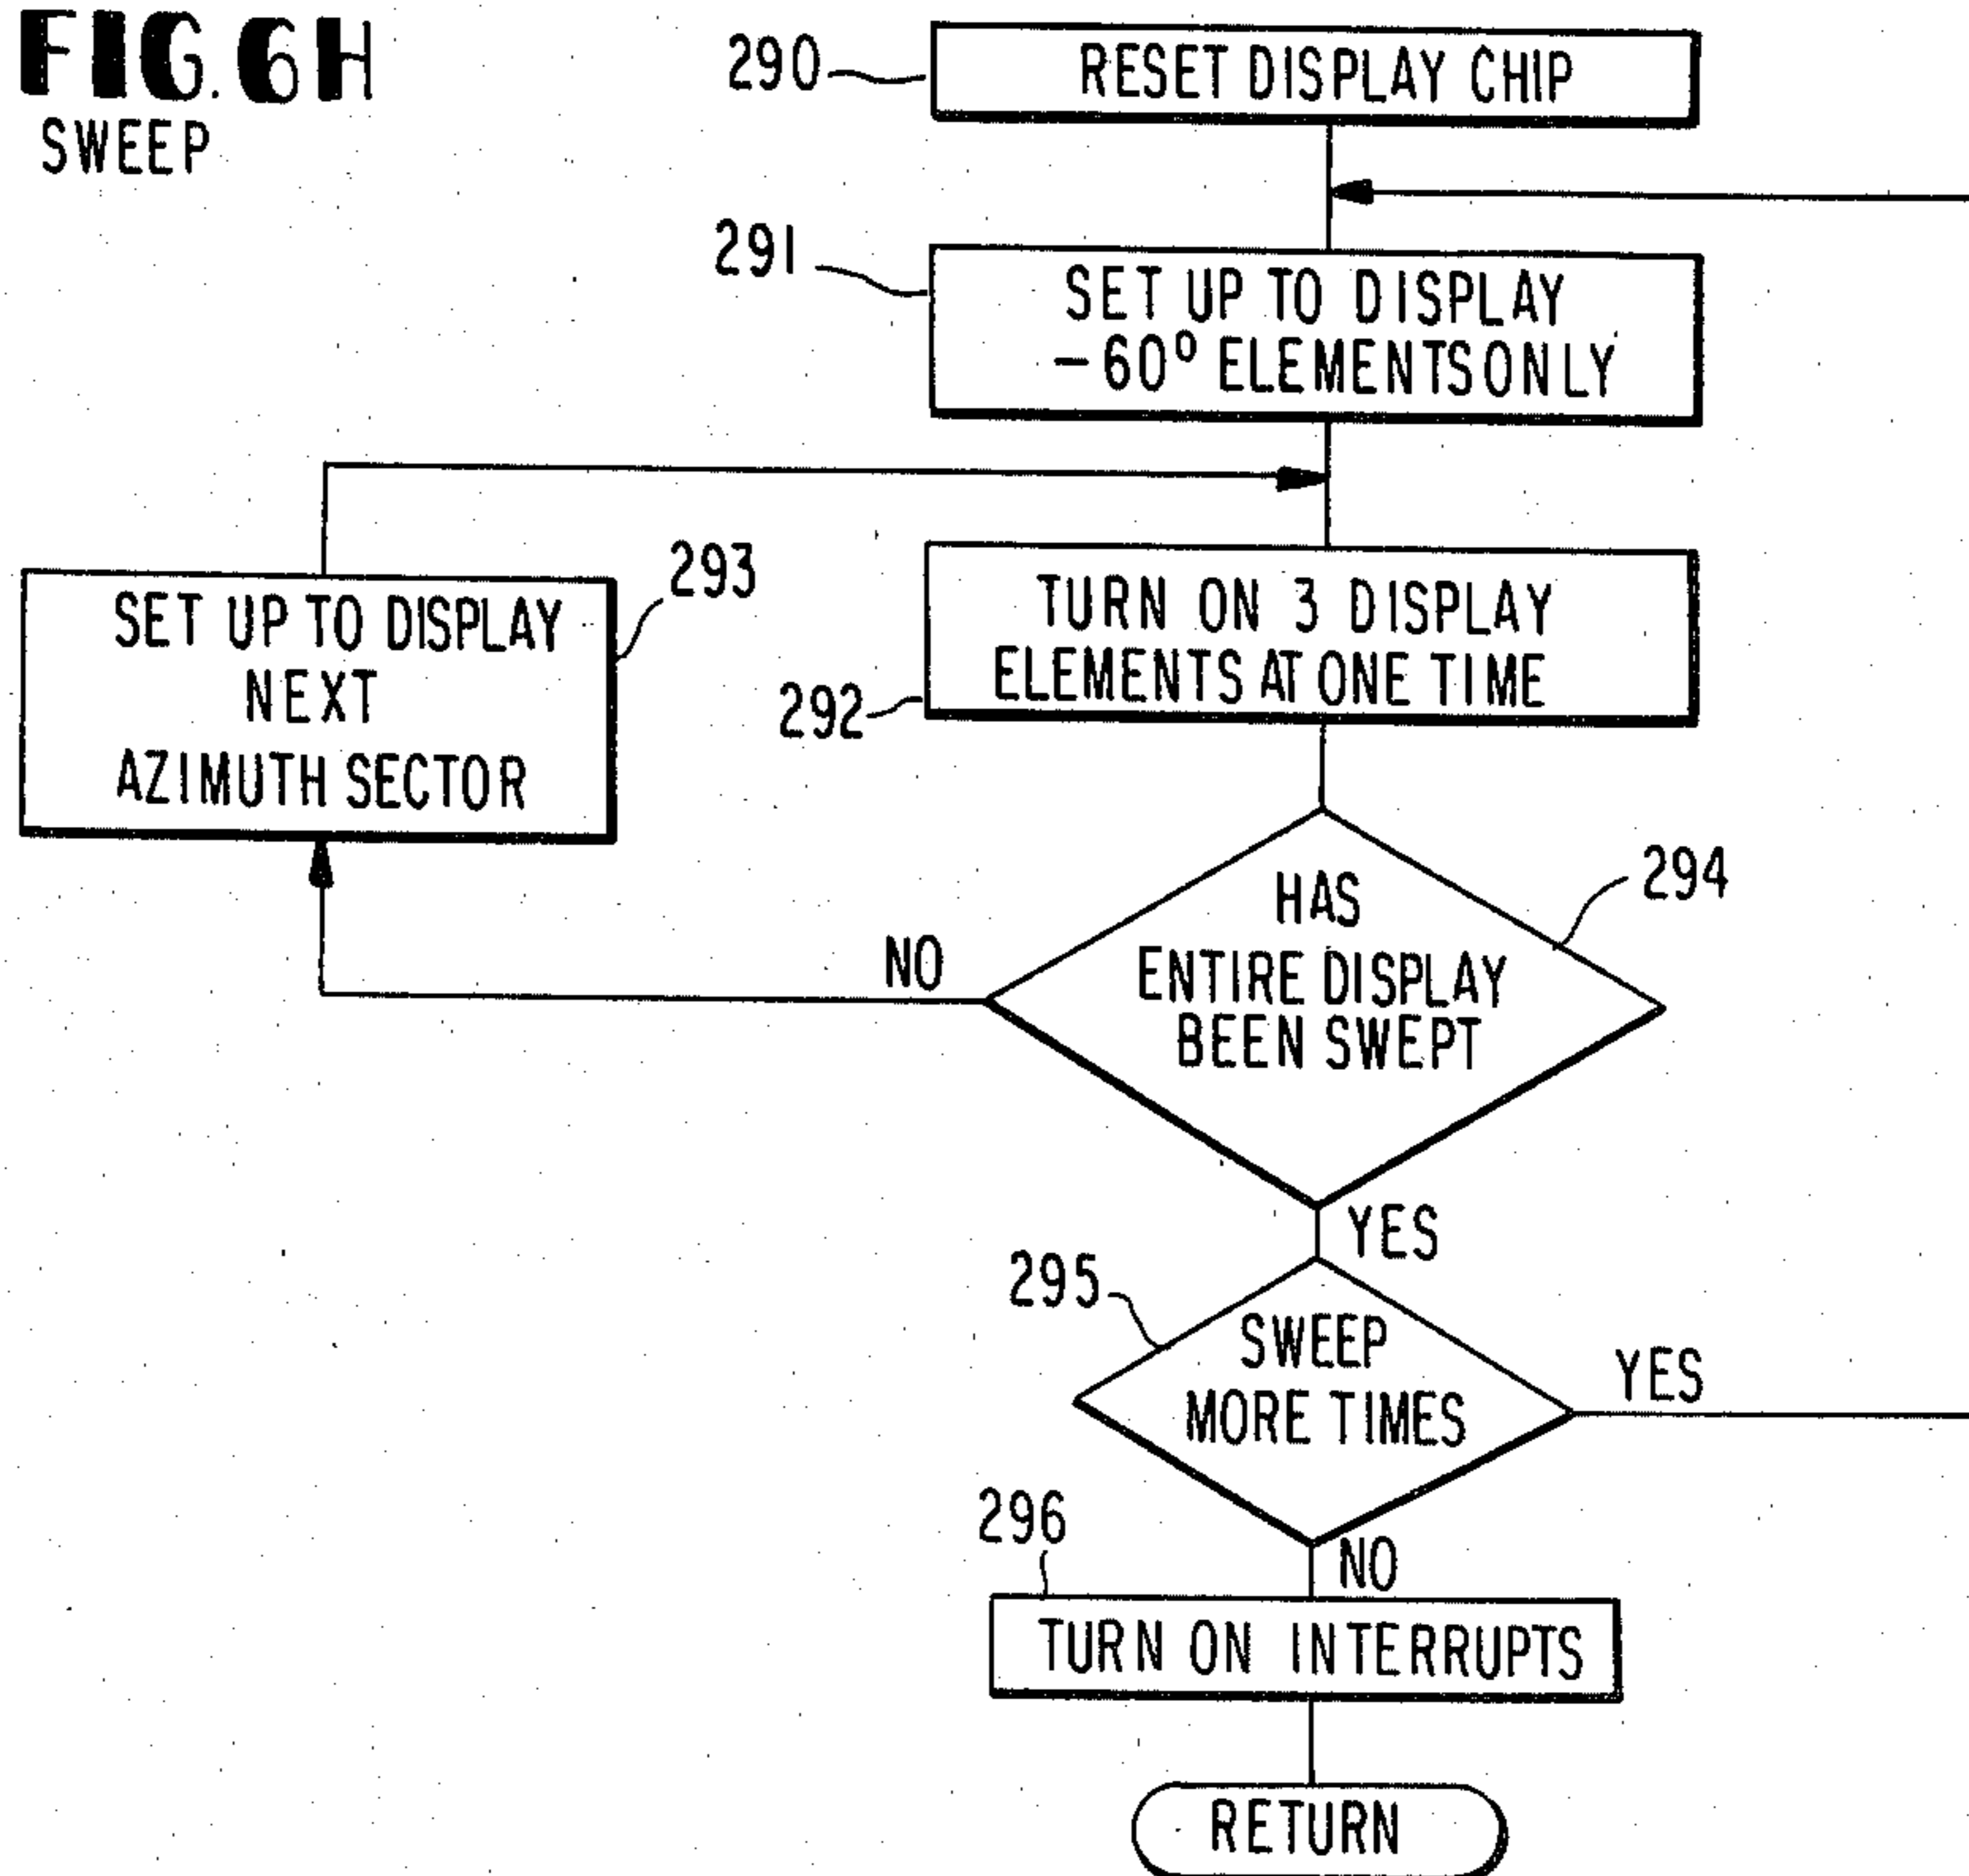 FIG. 6H
SWEEP
290
RESET DISPLAY CHIP
291
SET UP TO DISPLAY
-60° ELEMENTS ONLY
293
SET UP TO DISPLAY
NEXT
AZIMUTH SECTOR
292
TURN ON 3 DISPLAY
ELEMENTS AT ONE TIME
294
HAS
ENTIRE DISPLAY
BEEN SWEPT
NO
YES
295
SWEEP
MORE TIMES
YES
NO
296
TURN ON INTERRUPTS
RETURN